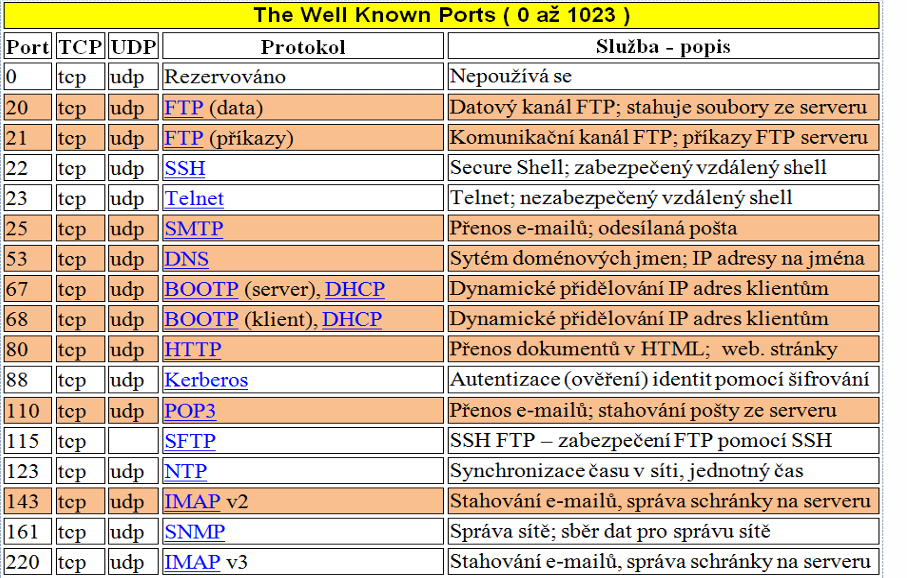 The Well Known Ports ( 0 až 1023 )
Port TCP UDP Protokol Služba - popis
0 tcp udp Rezervováno Nepoužívá se
20 tcp udp FTP (data) Datový kanál FTP; stahuje soubory ze serveru
21 tcp udp FTP (příkazy) Komunikační kanál FTP; příkazy FTP serveru
22 tcp udp SSH Secure Shell; zabezpečený vzdálený shell
23 tcp udp Telnet Telnet; nezabezpečený vzdálený shell
25 tcp udp SMTP Přenos e-mailů; odesílaná pošta
53 tcp udp DNS Sytém doménových jmen; IP adresy na jména
67 tcp udp BOOTP (server), DHCP Dynamické přidělování IP adres klientům
68 tcp udp BOOTP (klient), DHCP Dynamické přidělování IP adres klientům
80 tcp udp HTTP Přenos dokumentů v HTML; web. stránky
88 tcp udp Kerberos Autentizace (ověření) identit pomocí šifrování
110 tcp udp POP3 Přenos e-mailů; stahování pošty ze serveru
115 tcp SFTP SSH FTP – zabezpečení FTP pomocí SSH
123 tcp udp NTP Synchronizace času v síti, jednotný čas
143 tcp udp IMAP v2 Stahování e-mailů, správa schránky na serveru
161 tcp udp SNMP Správa sítě; sběr dat pro správu sítě
220 tcp udp IMAP v3 Stahování e-mailů, správa schránky na serveru